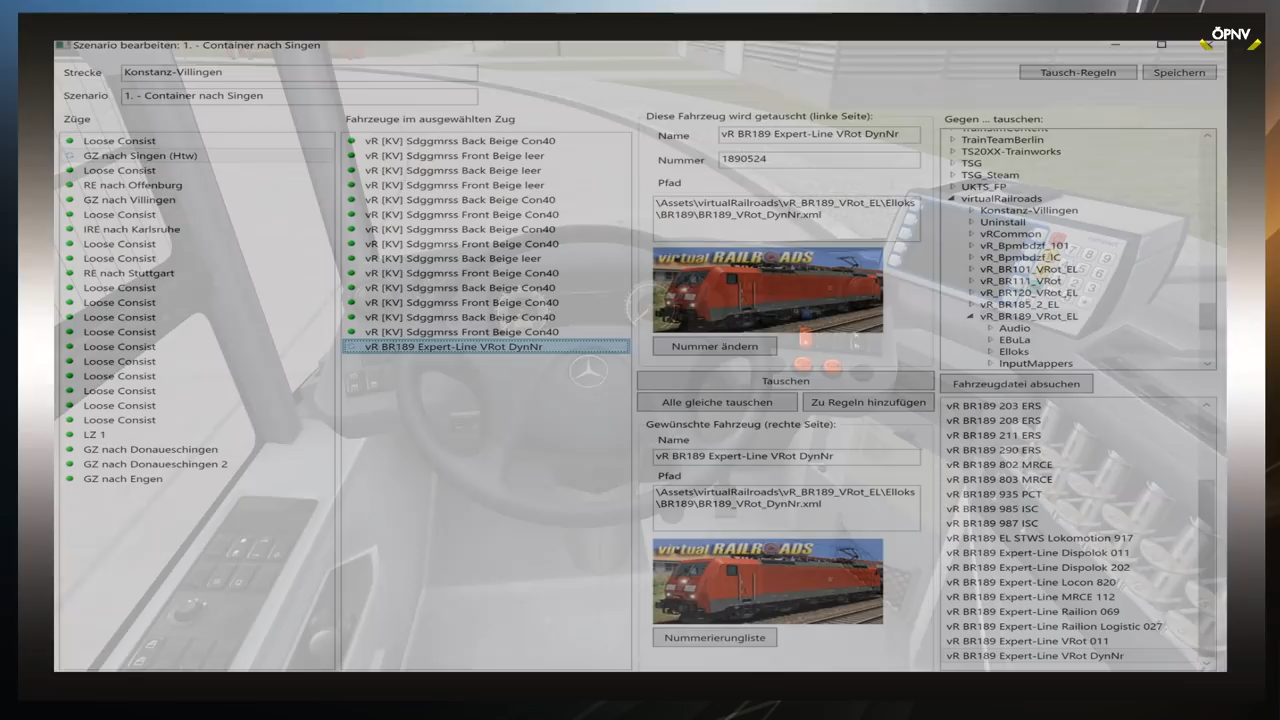 ÖPNV
Szenario bearbeiten: 1. - Container nach Singen
Strecke
Konstanz-Villingen
Tausch-Regeln
Speichern
Szenario
1. - Container nach Singen
Züge
Loose Consist
GZ nach Singen (Htw)
Loose Consist
RE nach Offenburg
GZ nach Villingen
Loose Consist
IRE nach Karlsruhe
Loose Consist
Loose Consist
RE nach Stuttgart
Loose Consist
Loose Consist
Loose Consist
Loose Consist
Loose Consist
Loose Consist
Loose Consist
Loose Consist
Loose Consist
Loose Consist
LZ 1
GZ nach Donaueschingen
GZ nach Donaueschingen 2
GZ nach Engen
Fahrzeuge im ausgewählten Zug
vR [KV] Sdggmrss Back Beige Con40
vR [KV] Sdggmrss Front Beige leer
vR [KV] Sdggmrss Back Beige leer
vR [KV] Sdggmrss Front Beige leer
vR [KV] Sdggmrss Back Beige Con40
vR [KV] Sdggmrss Front Beige Con40
vR [KV] Sdggmrss Back Beige Con40
vR [KV] Sdggmrss Front Beige Con40
vR [KV] Sdggmrss Back Beige leer
vR [KV] Sdggmrss Front Beige Con40
vR [KV] Sdggmrss Back Beige Con40
vR [KV] Sdggmrss Front Beige Con40
vR [KV] Sdggmrss Back Beige Con40
vR [KV] Sdggmrss Front Beige Con40
vR BR189 Expert-Line VRot DynNr
Diese Fahrzeug wird getauscht (linke Seite):
Name
vR BR189 Expert-Line VRot DynNr
Nummer
1890524
Pfad
\Assets\virtualRailroads\vR_BR189_VRot_EL\Elloks
\BR189\BR189_VRot_DynNr.xml
virtual RAILROADS
Nummer ändern
Tauschen
Alle gleiche tauschen
Zu Regeln hinzufügen
Gewünschte Fahrzeug (rechte Seite):
Name
vR BR189 Expert-Line VRot DynNr
Pfad
\Assets\virtualRailroads\vR_BR189_VRot_EL\Elloks
\BR189\BR189_VRot_DynNr.xml
virtual RAILROADS
Nummerierungliste
Gegen ... tauschen:
TrainSimContent
TrainTeamBerlin
TS20XX-Trainworks
TSG
TSG_Steam
UKTS_FP
virtualRailroads
Konstanz-Villingen
Uninstall
vRCommon
vR_Bpmbdzf_101
vR_Bpmbdzf_IC
vR_BR101_VRot_EL
vR_BR111_VRot
vR_BR120_VRot_EL
vR_BR185_2_EL
vR_BR189_VRot_EL
Audio
EBuLa
Elloks
InputMappers
Fahrzeugdatei absuchen
vR BR189 203 ERS
vR BR189 208 ERS
vR BR189 211 ERS
vR BR189 290 ERS
vR BR189 802 MRCE
vR BR189 803 MRCE
vR BR189 935 PCT
vR BR189 985 ISC
vR BR189 987 ISC
vR BR189 EL STWS Lokomotion 917
vR BR189 Expert-Line Dispolok 011
vR BR189 Expert-Line Dispolok 202
vR BR189 Expert-Line Locon 820
vR BR189 Expert-Line MRCE 112
vR BR189 Expert-Line Railion 069
vR BR189 Expert-Line Railion Logistic 027
vR BR189 Expert-Line VRot 011
vR BR189 Expert-Line VRot DynNr